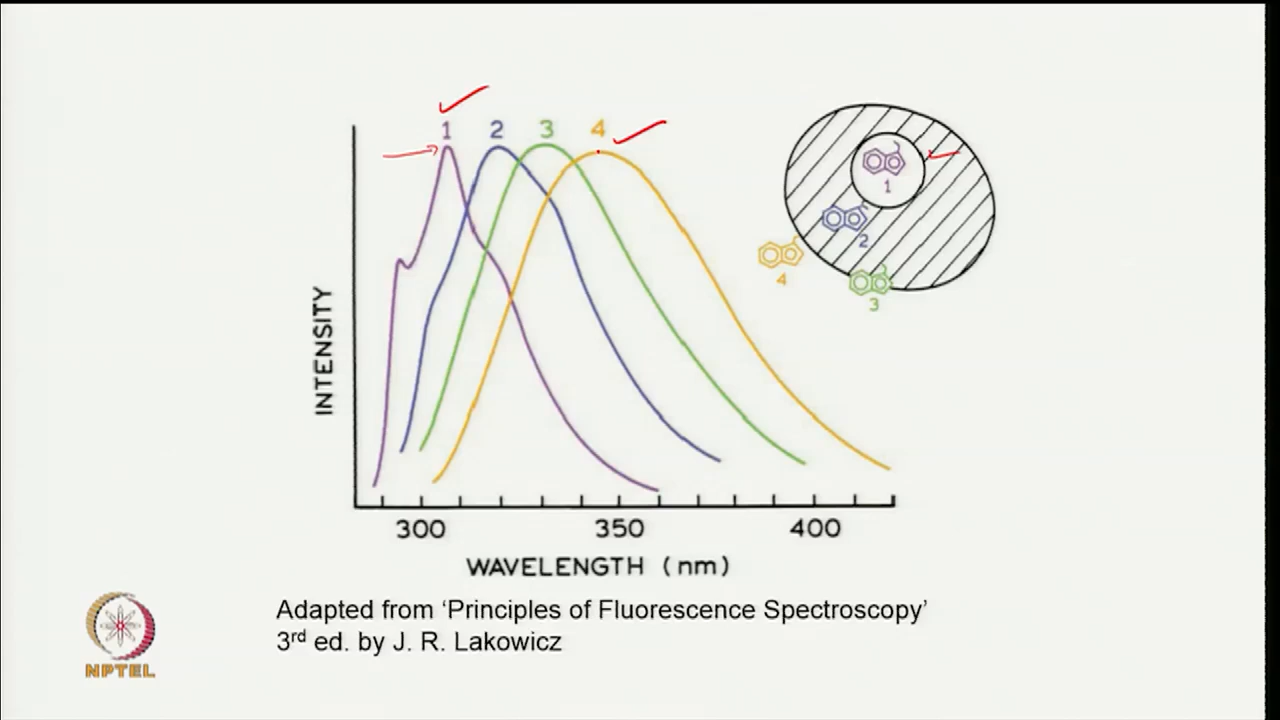 1 2 3 4
INTENSITY
300 350 400
WAVELENGTH (nm)
1
2
4
3
Adapted from ‘Principles of Fluorescence Spectroscopy’
3rd ed. by J. R. Lakowicz
NPTEL